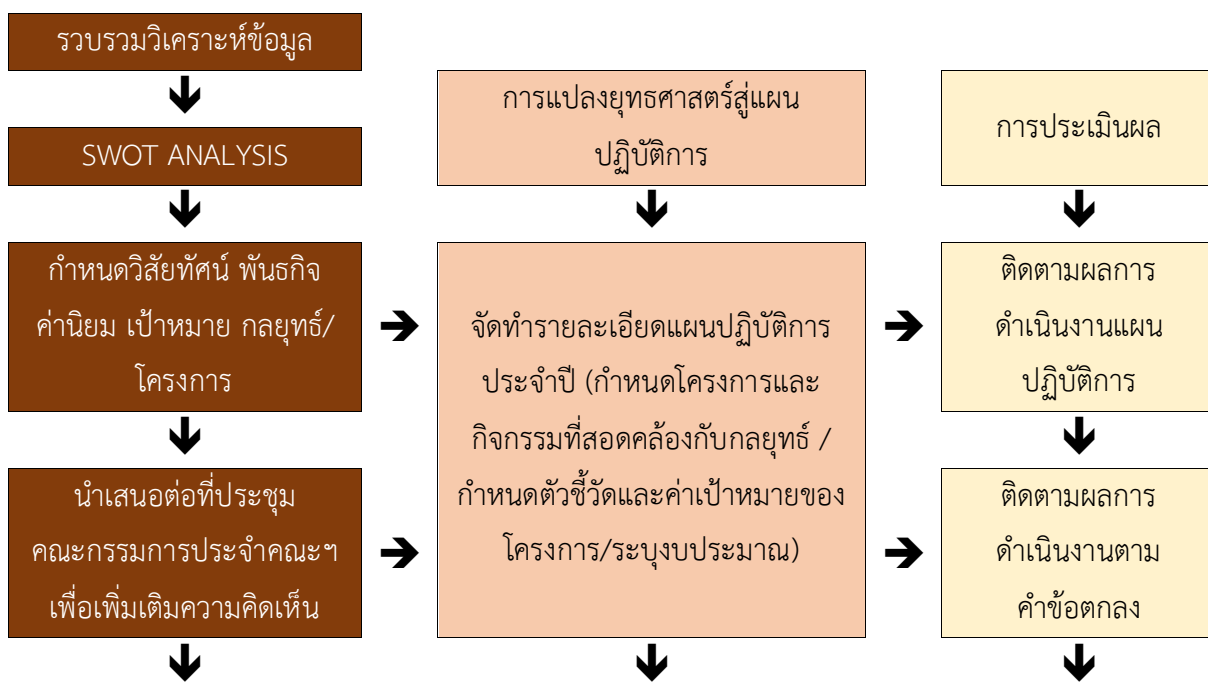 รวบรวมวิเคราะห์ข้อมูล
SWOT ANALYSIS
กำหนดวิสัยทัศน์ พันธกิจ
ค่านิยม เป้าหมาย กลยุทธ์/
โครงการ
นำเสนอต่อที่ประชุม
คณะกรรมการประจำคณะฯ
เพื่อเพิ่มเติมความคิดเห็น
การแปลงยุทธศาสตร์สู่แผน
ปฏิบัติการ
จัดทำรายละเอียดแผนปฏิบัติการ
ประจำปี (กำหนดโครงการและ
กิจกรรมที่สอดคล้องกับกลยุทธ์ /
กำหนดตัวชี้วัดและค่าเป้าหมายของ
โครงการ/ระบุงบประมาณ)
การประเมินผล
ติดตามผลการ
ดำเนินงานแผน
ปฏิบัติการ
ติดตามผลการ
ดำเนินงานตาม
คำข้อตกลง